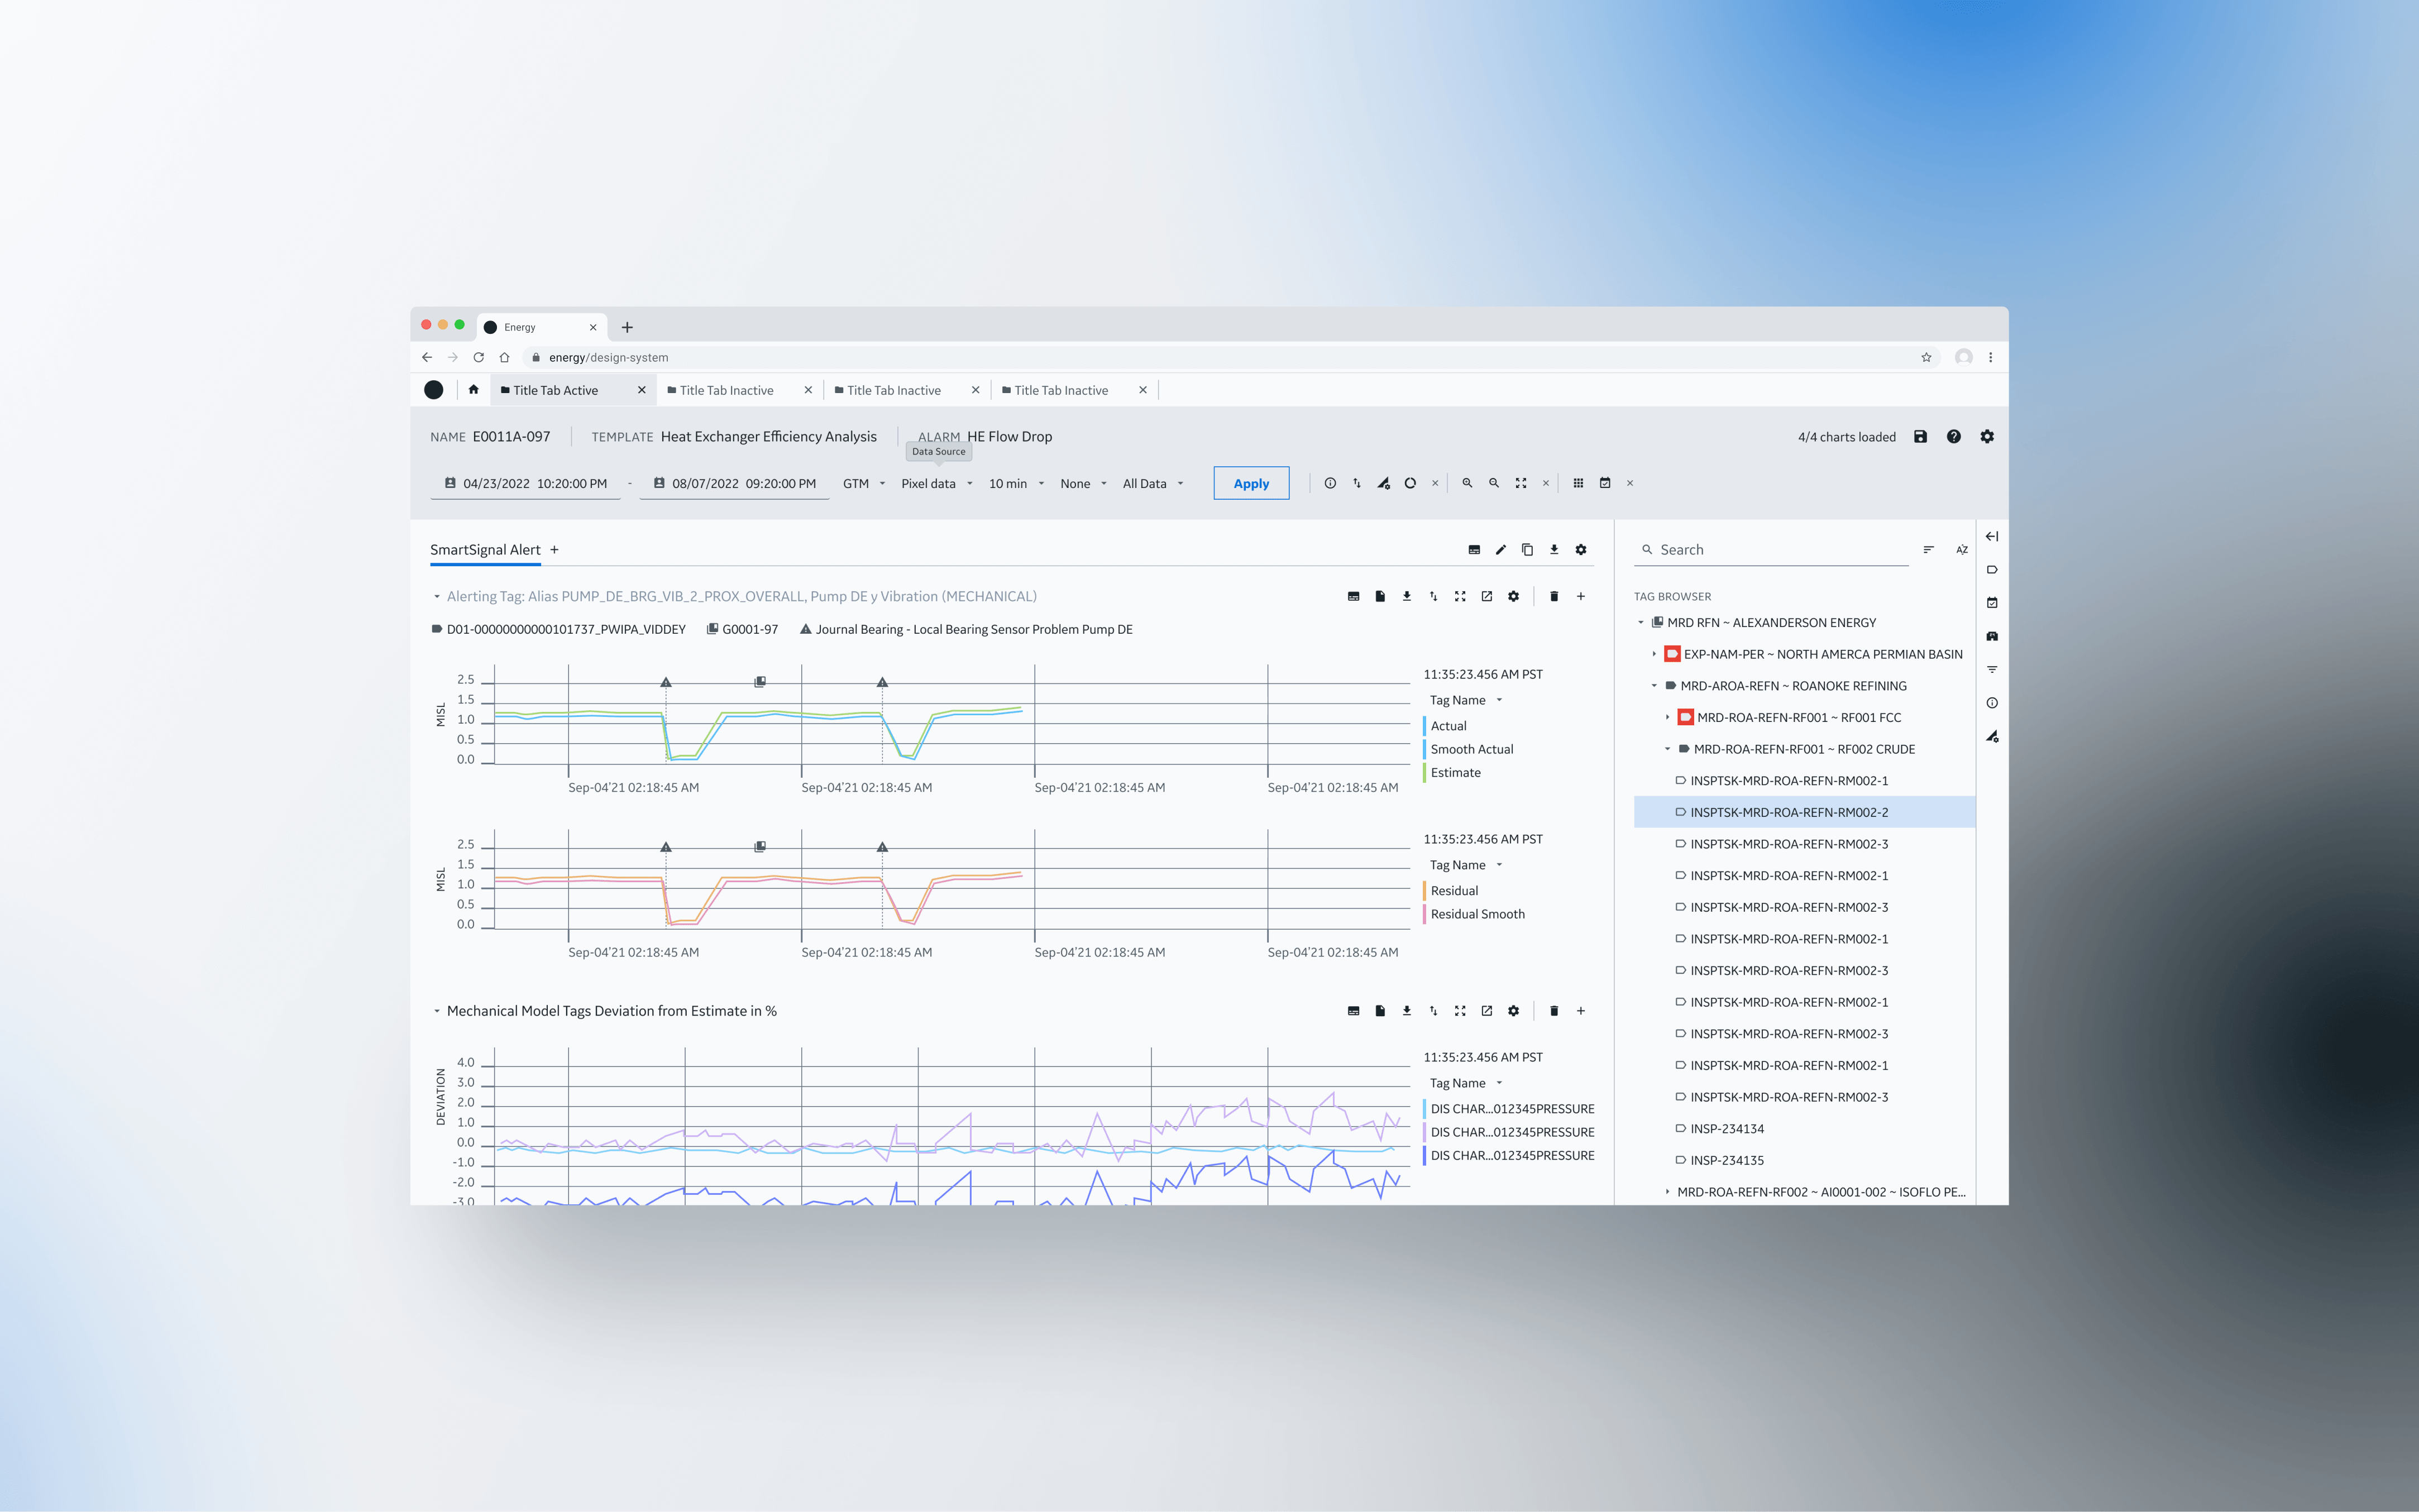 Energy
energy/design-system
Title Tab Active
Title Tab Inactive
Title Tab Inactive
Title Tab Inactive
NAME E0011A-097
TEMPLATE Heat Exchanger Efficiency Analysis
ALARM HE Flow Drop
4/4 charts loaded
Data Source
04/23/2022 10:20:00 PM - 08/07/2022 09:20:00 PM
GTM
Pixel data
10 min
None
All Data
Apply
SmartSignal Alert
Alerting Tag: Alias PUMP_DE_BRG_VIB_2_PROX_OVERALL, Pump DE y Vibration (MECHANICAL)
D01-00000000000101737_PWIPA_VIDDEY
G0001-97
Journal Bearing - Local Bearing Sensor Problem Pump DE
MISL
2.5
1.5
1.0
0.5
0.0
Sep-04'21 02:18:45 AM
Sep-04'21 02:18:45 AM
Sep-04'21 02:18:45 AM
Sep-04'21 02:18:45 AM
11:35:23.456 AM PST
Tag Name
Actual
Smooth Actual
Estimate
MISL
2.5
1.5
1.0
0.5
0.0
Sep-04'21 02:18:45 AM
Sep-04'21 02:18:45 AM
Sep-04'21 02:18:45 AM
Sep-04'21 02:18:45 AM
11:35:23.456 AM PST
Tag Name
Residual
Residual Smooth
Mechanical Model Tags Deviation from Estimate in %
DEVIATION
4.0
3.0
2.0
1.0
0.0
-1.0
-2.0
-3.0
11:35:23.456 AM PST
Tag Name
DIS CHAR...012345PRESSURE
DIS CHAR...012345PRESSURE
DIS CHAR...012345PRESSURE
Search
AZ
TAG BROWSER
MRD RFN ~ ALEXANDERSON ENERGY
EXP-NAM-PER ~ NORTH AMERCA PERMIAN BASIN
MRD-AROA-REFN ~ ROANOKE REFINING
MRD-ROA-REFN-RF001 ~ RF001 FCC
MRD-ROA-REFN-RF001 ~ RF002 CRUDE
INSPTSK-MRD-ROA-REFN-RM002-1
INSPTSK-MRD-ROA-REFN-RM002-2
INSPTSK-MRD-ROA-REFN-RM002-3
INSPTSK-MRD-ROA-REFN-RM002-1
INSPTSK-MRD-ROA-REFN-RM002-3
INSPTSK-MRD-ROA-REFN-RM002-1
INSPTSK-MRD-ROA-REFN-RM002-3
INSPTSK-MRD-ROA-REFN-RM002-1
INSPTSK-MRD-ROA-REFN-RM002-3
INSPTSK-MRD-ROA-REFN-RM002-1
INSPTSK-MRD-ROA-REFN-RM002-3
INSP-234134
INSP-234135
MRD-ROA-REFN-RF002 ~ AI0001-002 ~ ISOFLO PE...